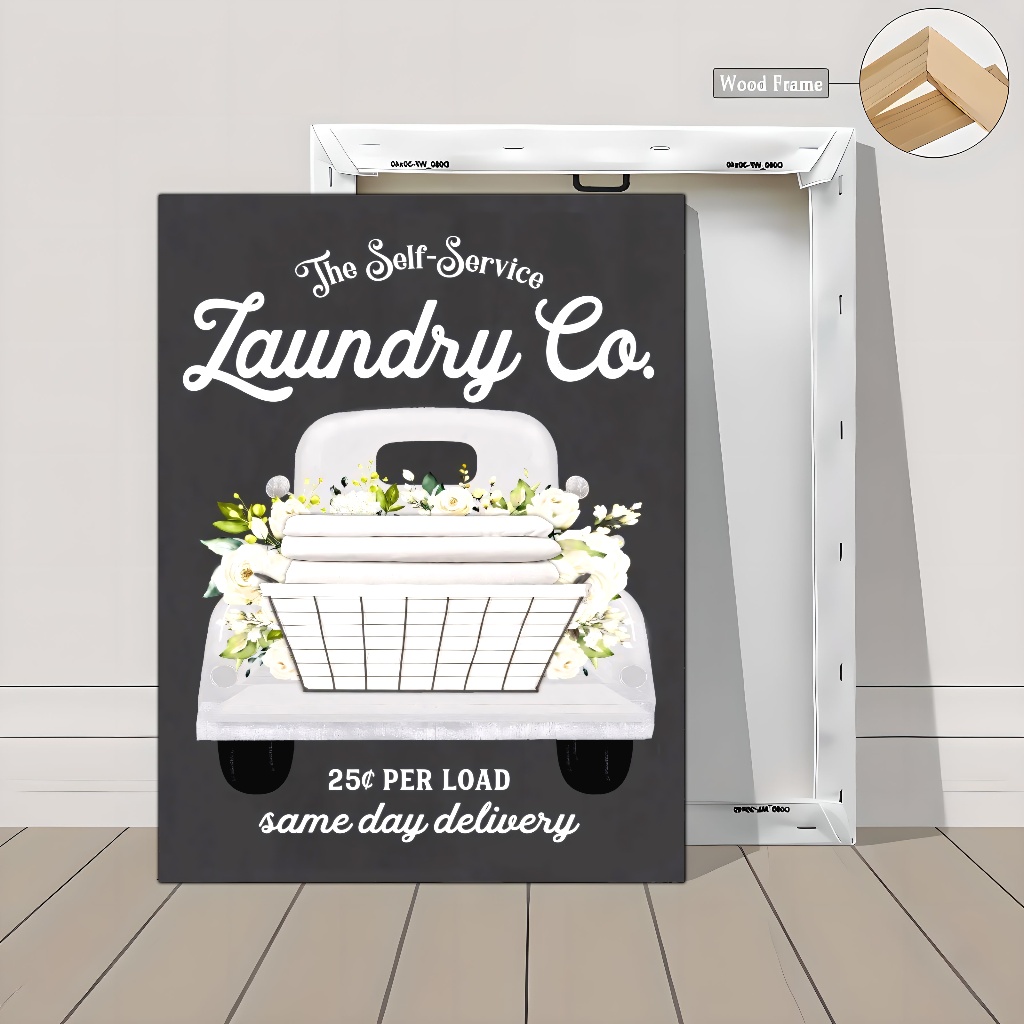 Wood Frame
The Self-Service
Laundry Co.
25¢ PER LOAD
same day delivery